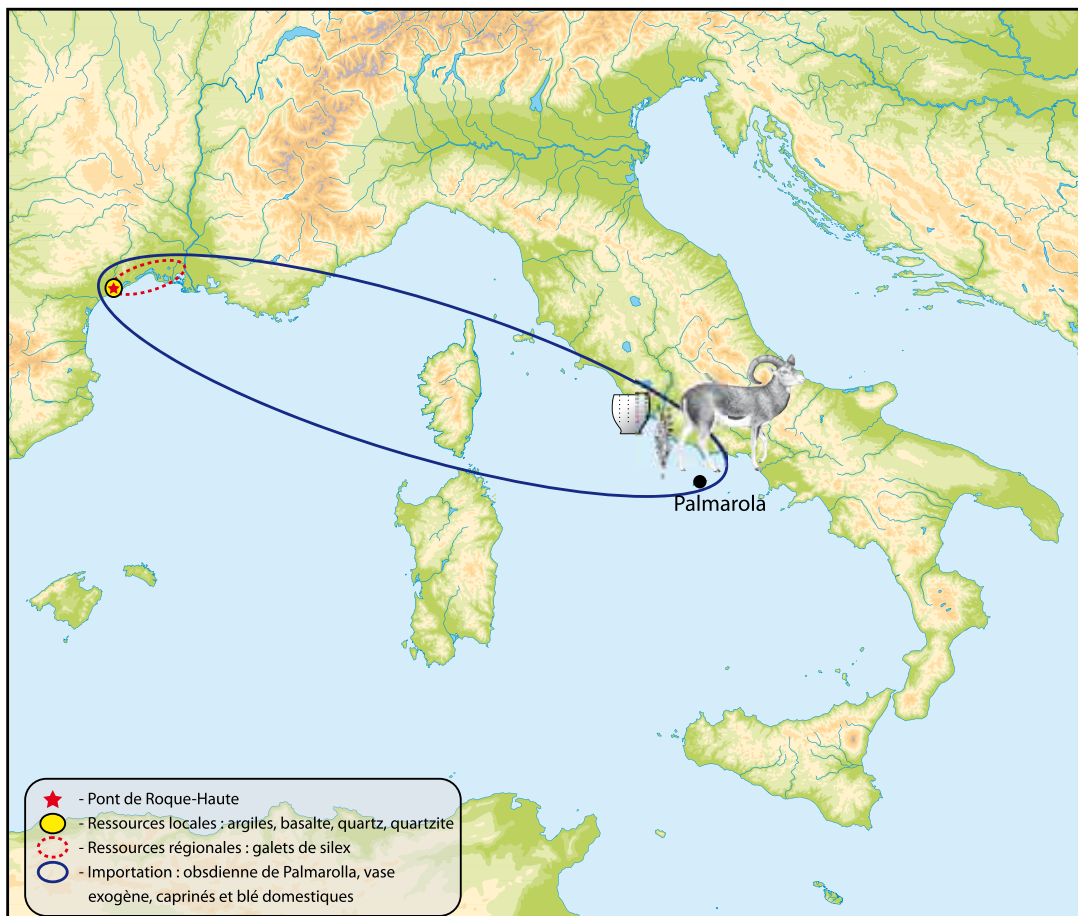 Palmarola
- Pont de Roque-Haute
- Ressources locales : argiles, basalte, quartz, quartzite
- Ressources régionales : galets de silex
- Importation : obsdienne de Palmarolla, vase
exogène, caprinés et blé domestiques